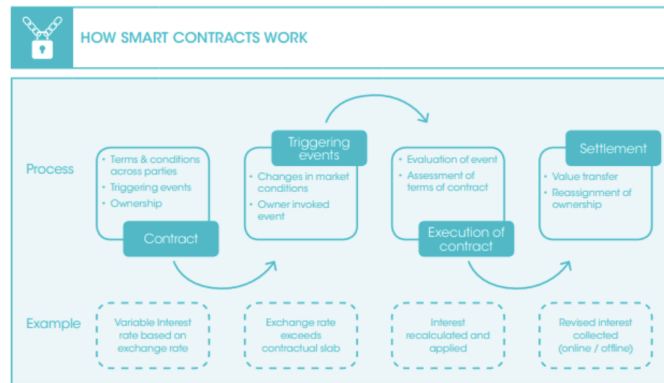 HOW SMART CONTRACTS WORK
Process
• Terms & conditions
across parties
• Triggering events
• Ownership
Contract
Triggering
events
• Changes in market
conditions
• Owner invoked
event
• Evaluation of event
• Assessment of
terms of contract
Execution of
contract
Settlement
• Value transfer
• Reassignment of
ownership
Example
Variable Interest
rate based on
exchange rate
Exchange rate
exceeds
contractual slab
Interest
recalculated and
applied
Revised interest
collected
(online / offline)